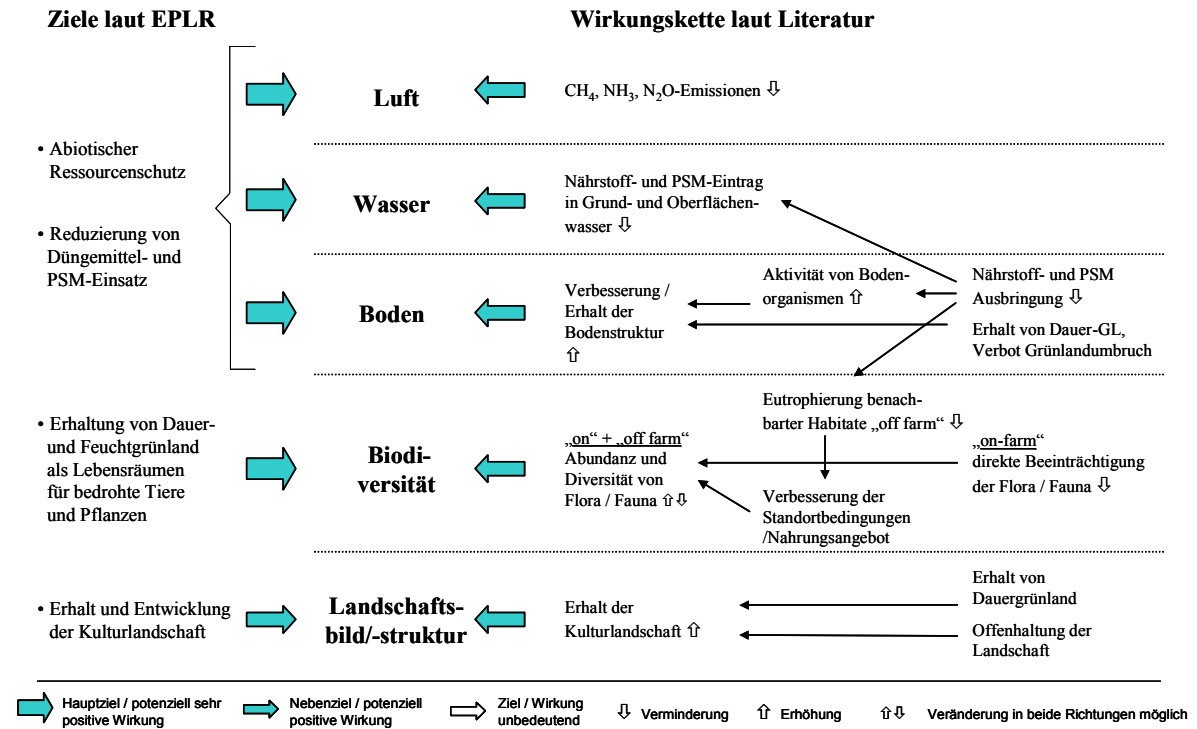 Ziele laut EPLR
Wirkungskette laut Literatur
• Abiotischer
Ressourcenschutz
• Reduzierung von
Düngemittel- und
PSM-Einsatz
Luft
CH₄, NH₃, N₂O-Emissionen ⇩
Wasser
Nährstoff- und PSM-Eintrag
in Grund- und Oberflächen-
wasser ⇩
Boden
Verbesserung /
Erhalt der
Bodenstruktur
⇧
Aktivität von Boden-
organismen ⇧
Nährstoff- und PSM
Ausbringung ⇩
Erhalt von Dauer-GL,
Verbot Grünlandumbruch
• Erhaltung von Dauer-
und Feuchtgrünland
als Lebensräumen
für bedrohte Tiere
und Pflanzen
Biodi-
versität
„on“ + „off farm“
Abundanz und
Diversität von
Flora / Fauna ⇧⇩
Eutrophierung benach-
barter Habitate „off farm“ ⇩
Verbesserung der
Standortbedingungen
/Nahrungsangebot
„on-farm“
direkte Beeinträchtigung
der Flora / Fauna ⇩
• Erhalt und Entwicklung
der Kulturlandschaft
Landschafts-
bild/-struktur
Erhalt der
Kulturlandschaft ⇧
Erhalt von
Dauergrünland
Offenhaltung der
Landschaft
Hauptziel / potenziell sehr
positive Wirkung
Nebenziel / potenziell
positive Wirkung
Ziel / Wirkung
unbedeutend
⇩ Verminderung
⇧ Erhöhung
⇧⇩ Veränderung in beide Richtungen möglich